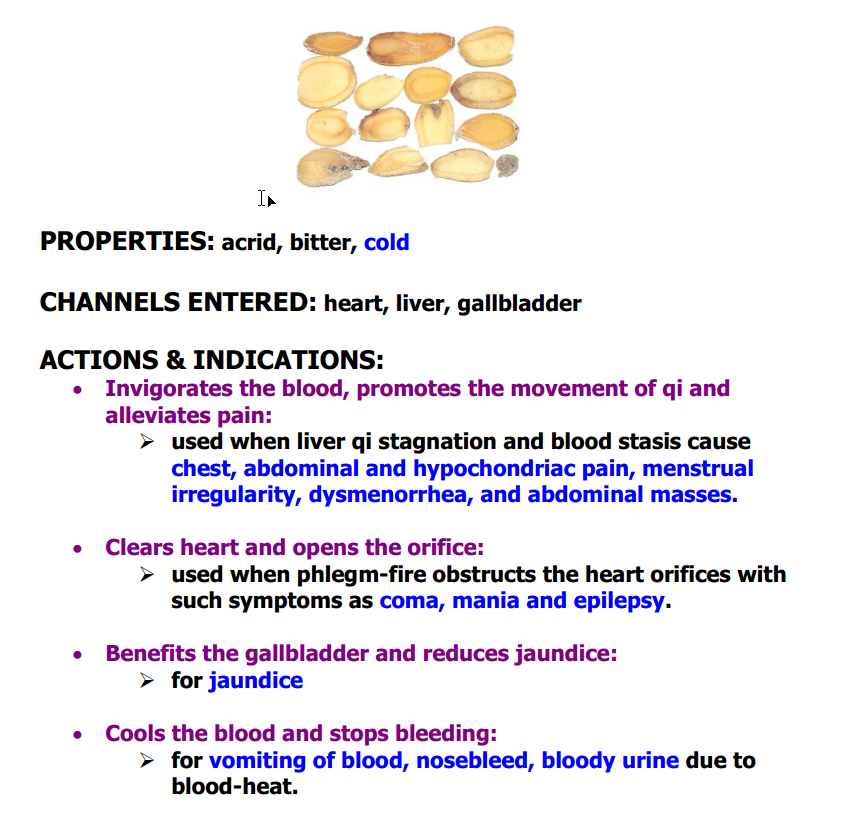 PROPERTIES: acrid, bitter, cold
CHANNELS ENTERED: heart, liver, gallbladder
ACTIONS & INDICATIONS:
• Invigorates the blood, promotes the movement of qi and
alleviates pain:
➢ used when liver qi stagnation and blood stasis cause
chest, abdominal and hypochondriac pain, menstrual
irregularity, dysmenorrhea, and abdominal masses.
• Clears heart and opens the orifice:
➢ used when phlegm-fire obstructs the heart orifices with
such symptoms as coma, mania and epilepsy.
• Benefits the gallbladder and reduces jaundice:
➢ for jaundice
• Cools the blood and stops bleeding:
➢ for vomiting of blood, nosebleed, bloody urine due to
blood-heat.